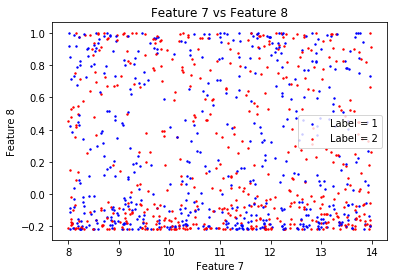 Feature 7 vs Feature 8
1.0
0.8
0.6
0.4
0.2
0.0
−0.2
Feature 8
Label = 1
Label = 2
8 9 10 11 12 13 14
Feature 7